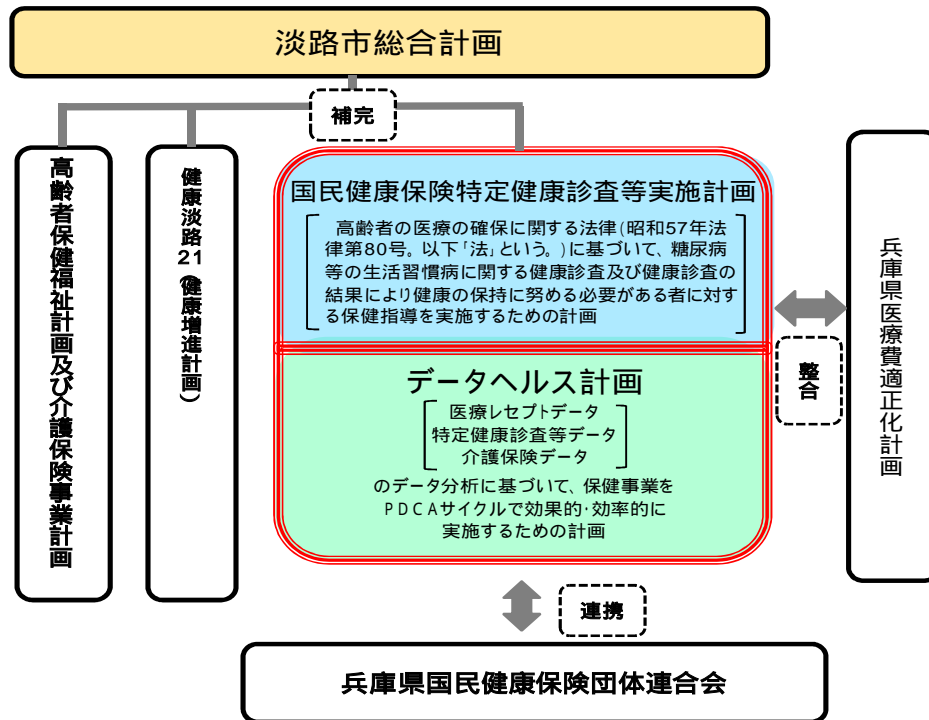 淡路市総合計画
補完
高齢者保健福祉計画及び介護保険事業計画
健康淡路21(健康増進計画)
国民健康保険特定健康診査等実施計画
高齢者の医療の確保に関する法律(昭和57年法
律第80号。以下「法」という。)に基づいて、糖尿病
等の生活習慣病に関する健康診査及び健康診査の
結果により健康の保持に努める必要がある者に対す
る保健指導を実施するための計画
データヘルス計画
医療レセプトデータ
特定健康診査等データ
介護保険データ
のデータ分析に基づいて、保健事業を
PDCAサイクルで効果的・効率的に
実施するための計画
整合
兵庫県医療費適正化計画
連携
兵庫県国民健康保険団体連合会